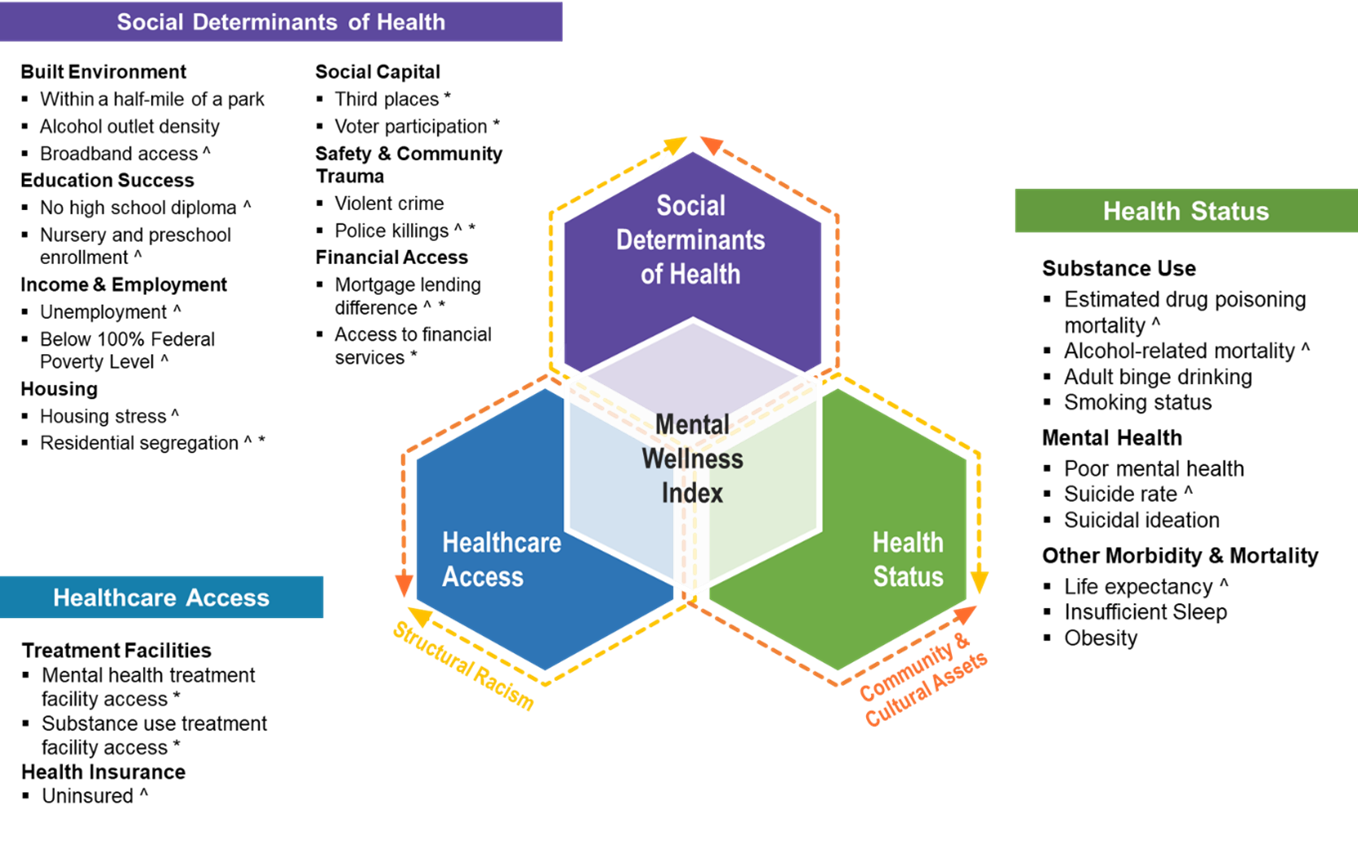 Social Determinants of Health
Built Environment
▪ Within a half-mile of a park
▪ Alcohol outlet density
▪ Broadband access ^
Education Success
▪ No high school diploma ^
▪ Nursery and preschool
enrollment ^
Income & Employment
▪ Unemployment ^
▪ Below 100% Federal
Poverty Level ^
Housing
▪ Housing stress ^
▪ Residential segregation ^ *
Social Capital
▪ Third places *
▪ Voter participation *
Safety & Community
Trauma
▪ Violent crime
▪ Police killings ^ *
Financial Access
▪ Mortgage lending
difference ^ *
▪ Access to financial
services *
Social
Determinants
of Health
Mental
Wellness
Index
Healthcare
Access
Health
Status
Structural Racism
Community &
Cultural Assets
Healthcare Access
Treatment Facilities
▪ Mental health treatment
facility access *
▪ Substance use treatment
facility access *
Health Insurance
▪ Uninsured ^
Health Status
Substance Use
▪ Estimated drug poisoning
mortality ^
▪ Alcohol-related mortality ^
▪ Adult binge drinking
▪ Smoking status
Mental Health
▪ Poor mental health
▪ Suicide rate ^
▪ Suicidal ideation
Other Morbidity & Mortality
▪ Life expectancy ^
▪ Insufficient Sleep
▪ Obesity